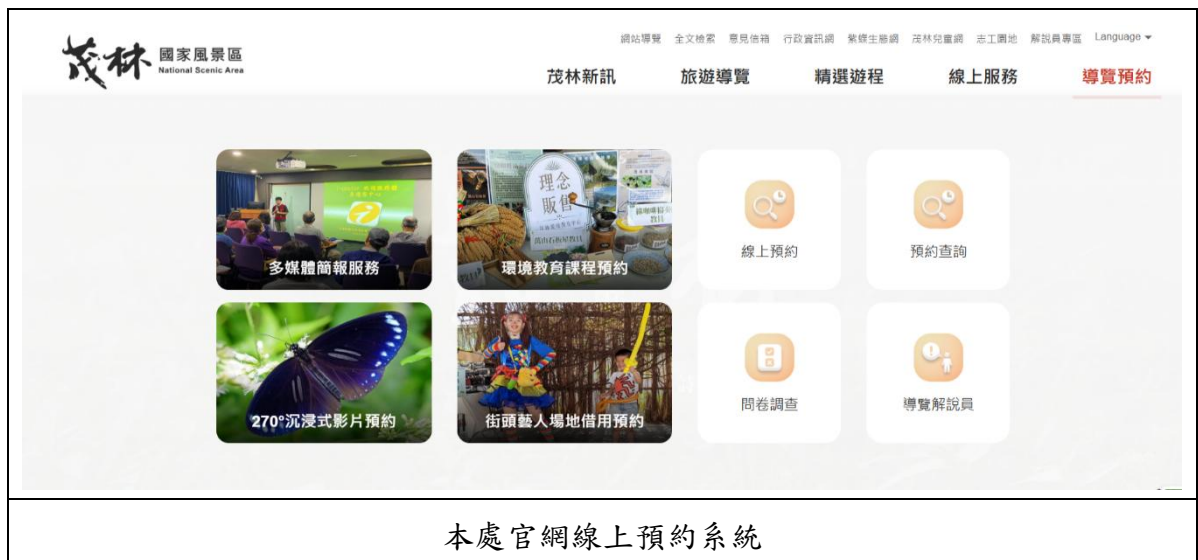 茂林 國家風景區
National Scenic Area
網站導覽 全文檢索 意見信箱 行政資訊網 紫蝶生態網 茂林兒童網 志工園地 解說員專區 Language
茂林新訊 旅遊導覽 精選遊程 線上服務 導覽預約
多媒體簡報服務
理念
販售
環境教育課程預約
線上預約
預約查詢
270°沉浸式影片預約
街頭藝人場地借用預約
問卷調查
導覽解說員
本處官網線上預約系統